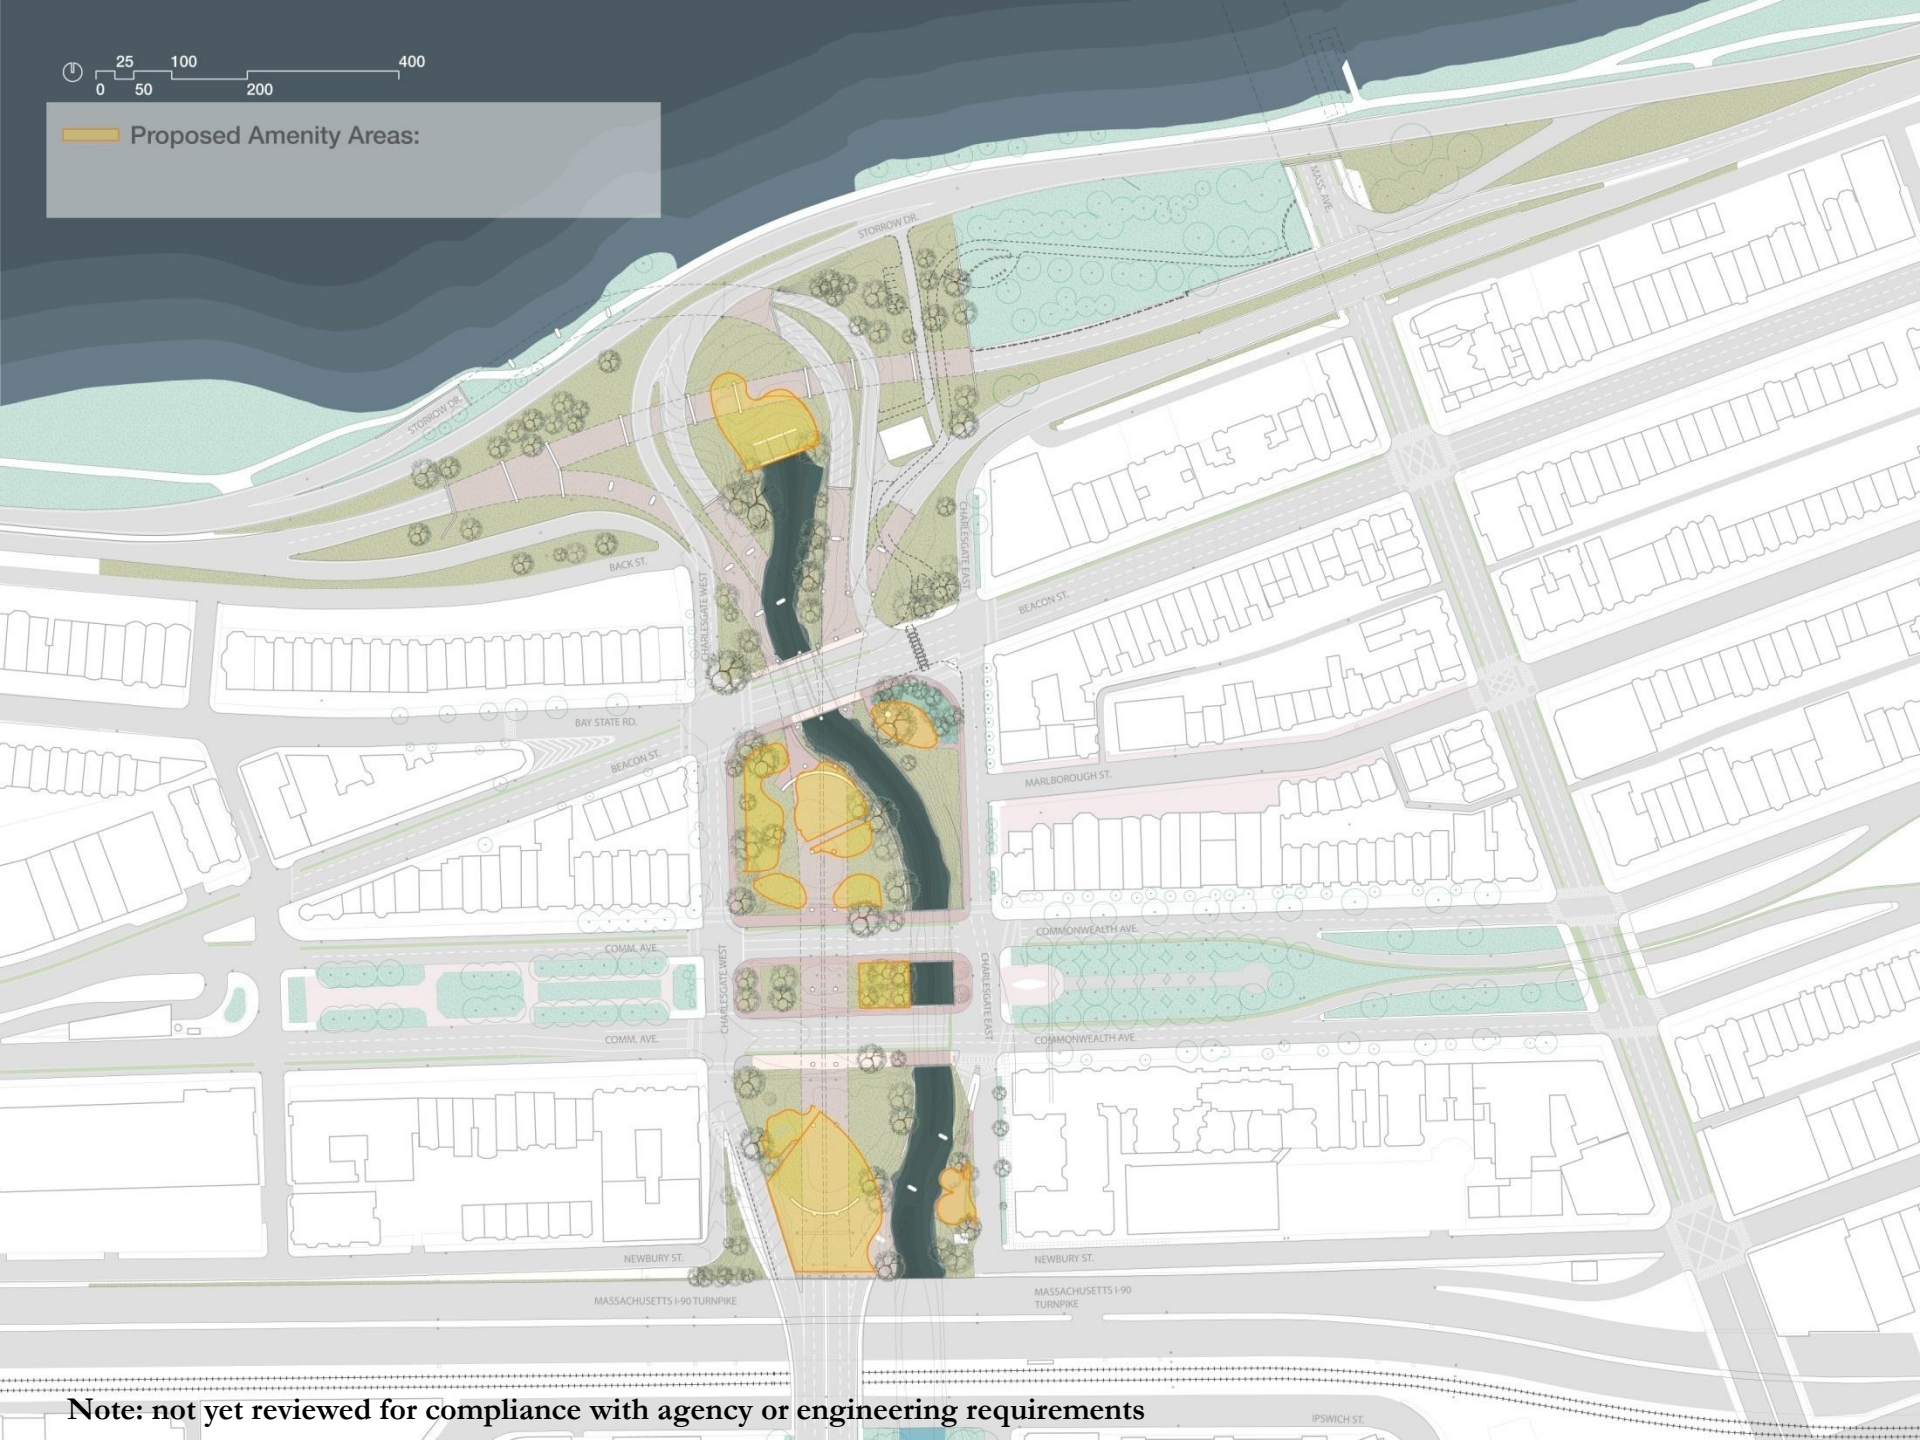 25 100 400
0 50 200
Proposed Amenity Areas:
MASS. AVE.
STORROW DR.
STORROW DR.
CHARLESGATE EAST
BACK ST.
CHARLESGATE WEST
BEACON ST.
BAY STATE RD.
BEACON ST.
MARLBOROUGH ST.
COMMONWEALTH AVE.
COMM. AVE.
CHARLESGATE WEST
CHARLESGATE EAST
COMM. AVE.
COMMONWEALTH AVE.
NEWBURY ST.
NEWBURY ST.
MASSACHUSETTS I-90 TURNPIKE
MASSACHUSETTS I-90
TURNPIKE
Note: not yet reviewed for compliance with agency or engineering requirements
IPSWICH ST.